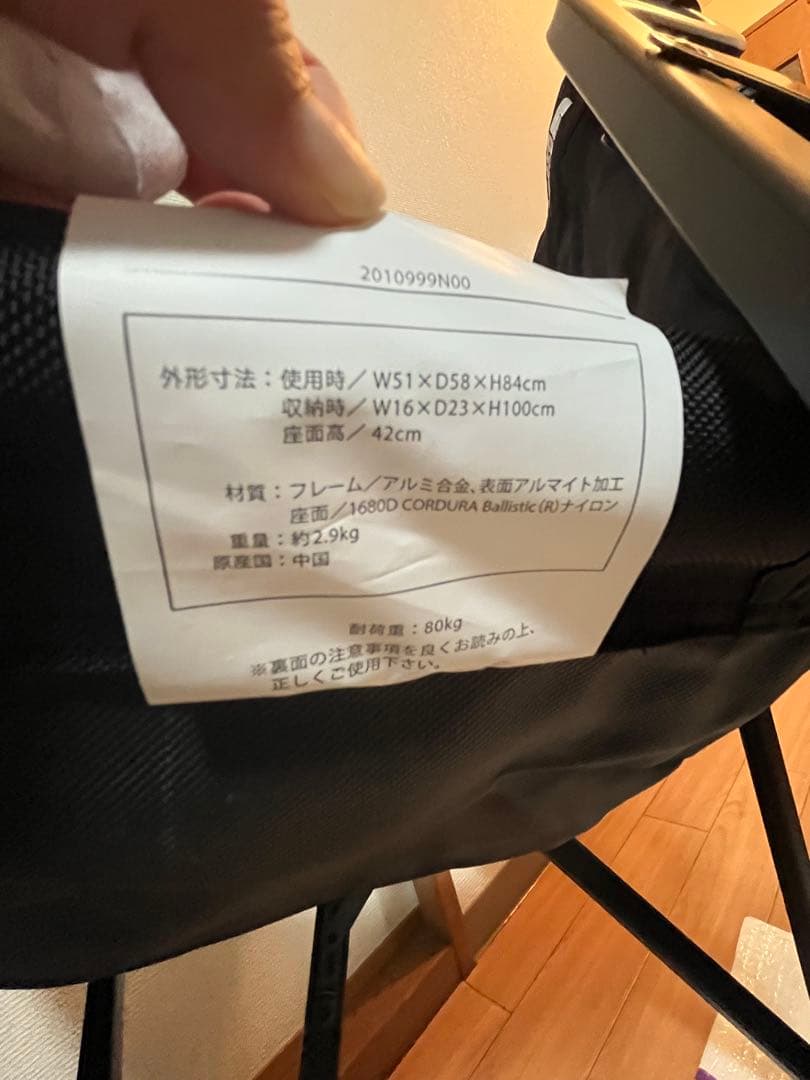 2010999N00
外形寸法：使用時／W51×D58×H84cm
収納時／W16×D23×H100cm
座面高／42cm
材質：フレーム／アルミ合金、表面アルマイト加工
座面／1680D CORDURA Ballistic(R)ナイロン
重量：約2.9kg
原産国：中国
耐荷重：80kg
※裏面の注意事項を良くお読みの上、
正しくご使用下さい。